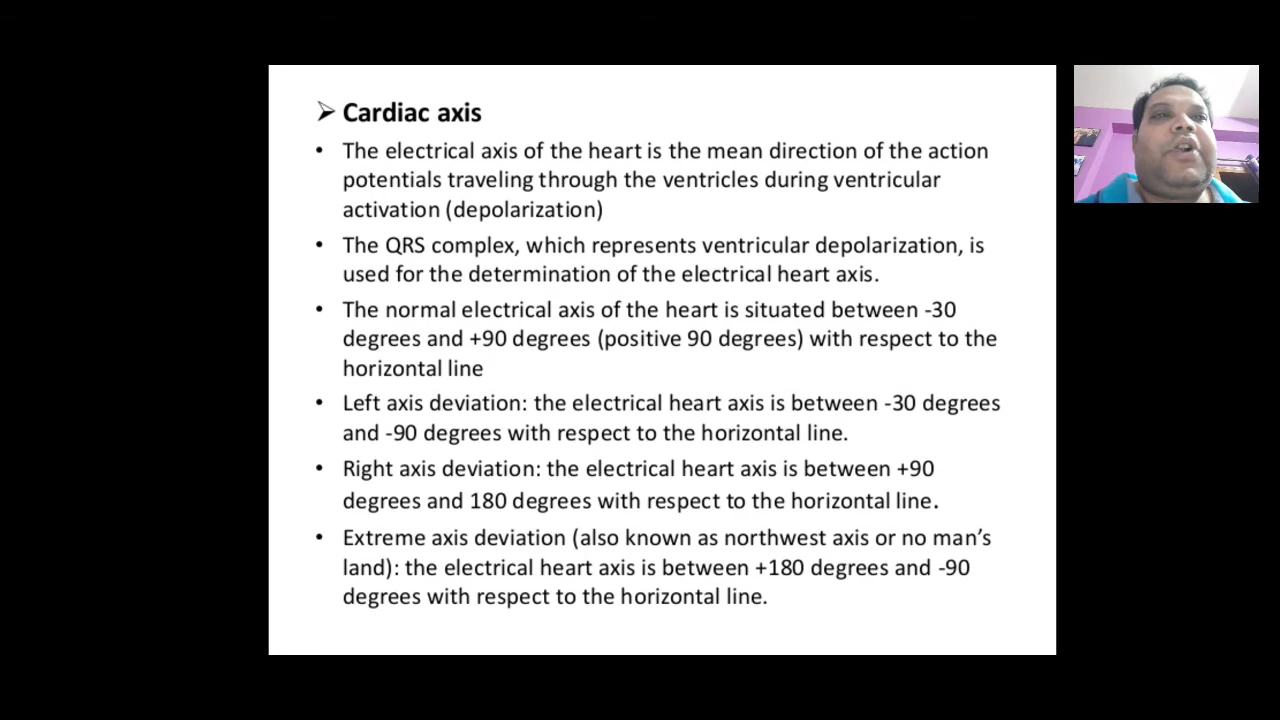 ➢ Cardiac axis
• The electrical axis of the heart is the mean direction of the action
potentials traveling through the ventricles during ventricular
activation (depolarization)
• The QRS complex, which represents ventricular depolarization, is
used for the determination of the electrical heart axis.
• The normal electrical axis of the heart is situated between -30
degrees and +90 degrees (positive 90 degrees) with respect to the
horizontal line
• Left axis deviation: the electrical heart axis is between -30 degrees
and -90 degrees with respect to the horizontal line.
• Right axis deviation: the electrical heart axis is between +90
degrees and 180 degrees with respect to the horizontal line.
• Extreme axis deviation (also known as northwest axis or no man’s
land): the electrical heart axis is between +180 degrees and -90
degrees with respect to the horizontal line.